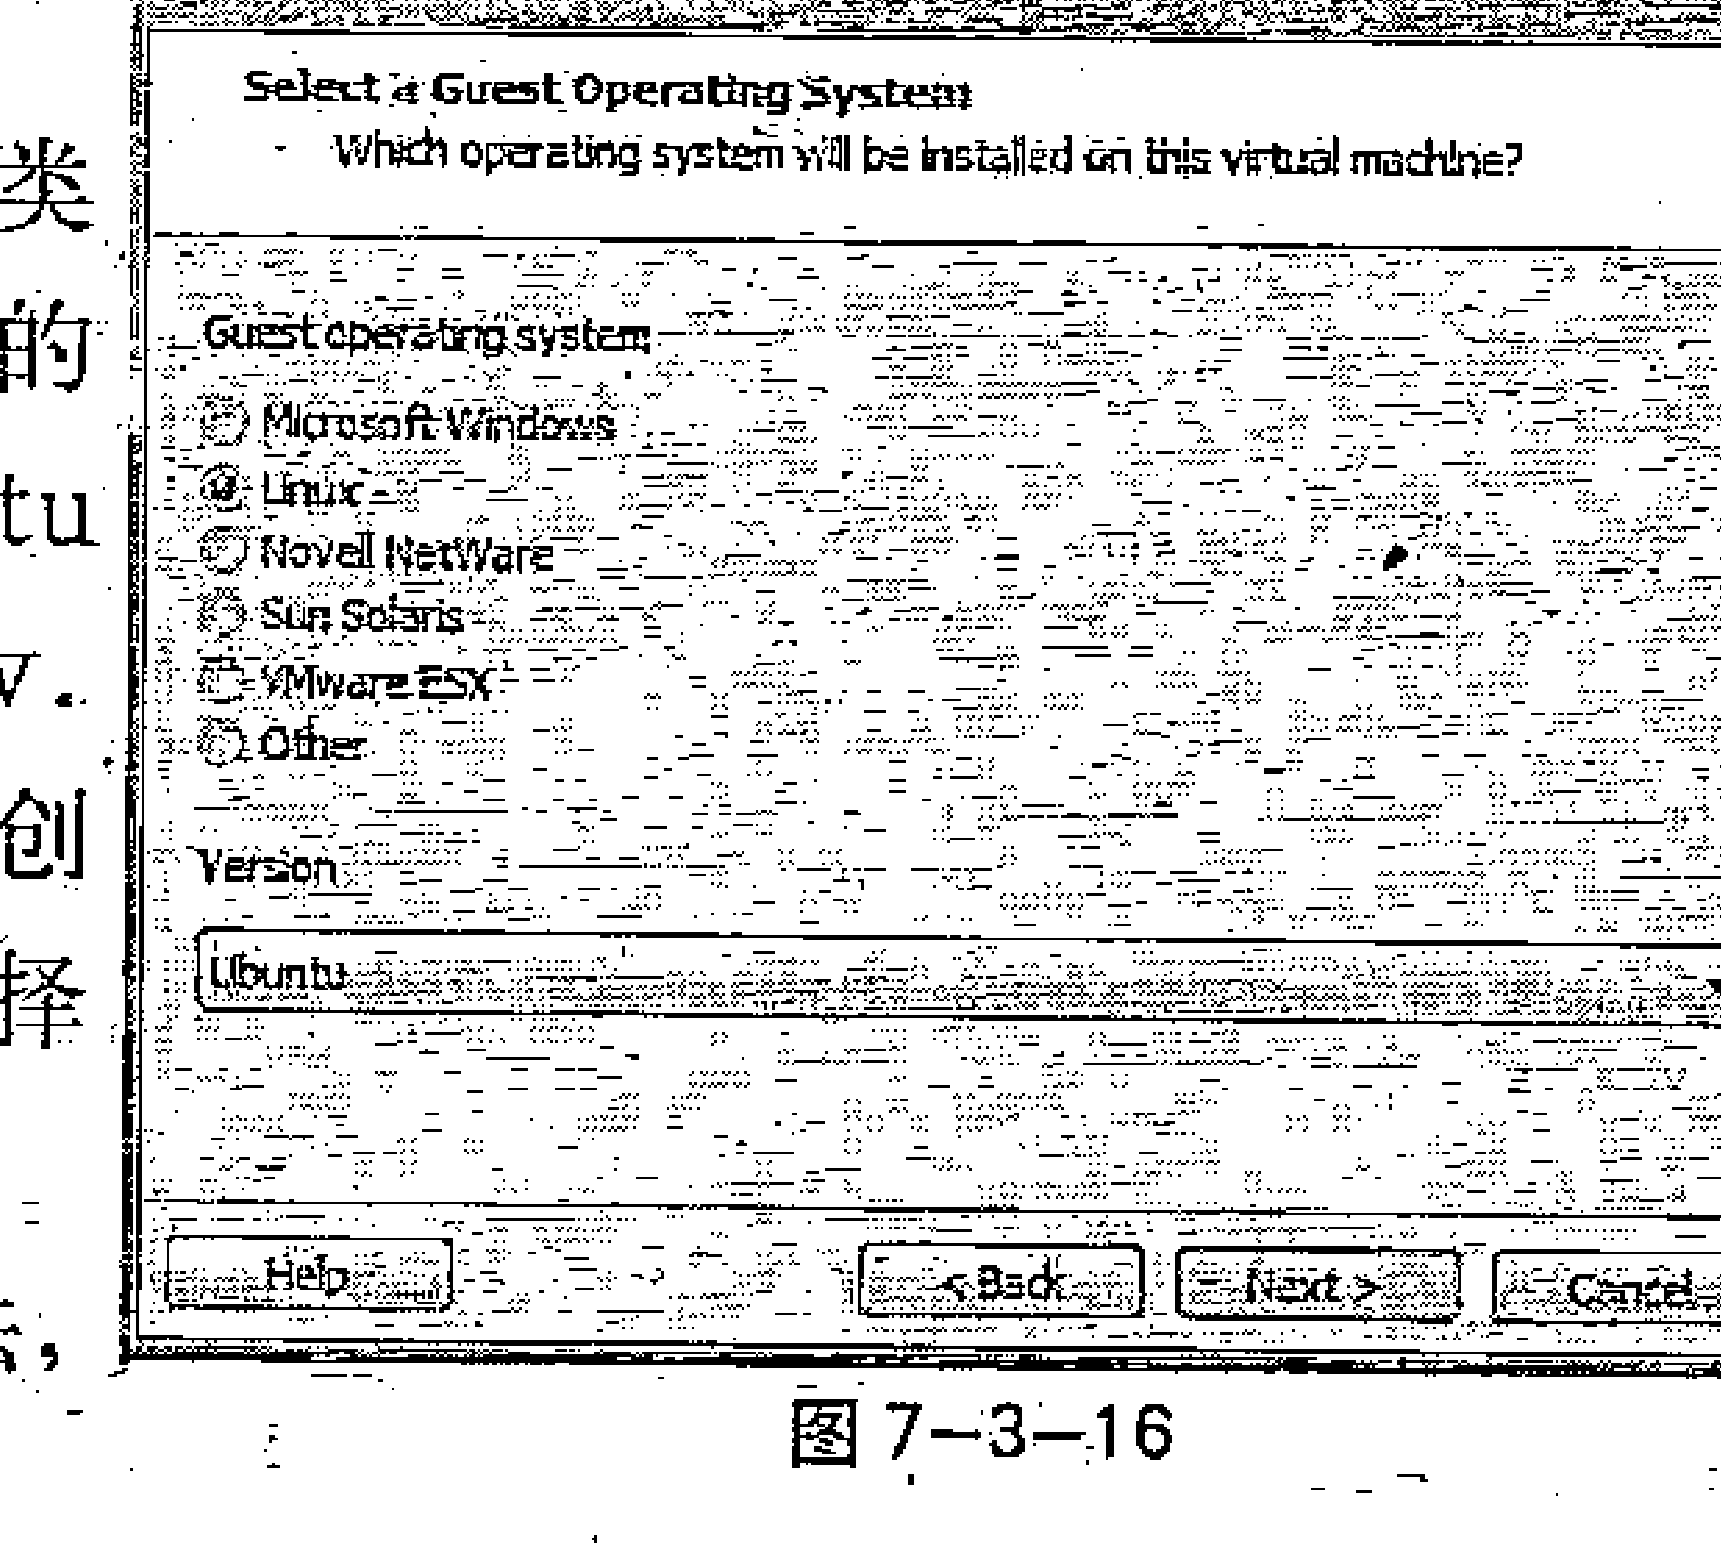 类
的
tu
v.
创
择
,
Select a Guest Operating System
Which operating system will be installed on this virtual machine?
Guest operating system
Microsoft Windows
Linux
Novell NetWare
Sun Solaris
VMware ESX
Other
Version
Ubuntu
Help
< Back
Next >
Cancel
图 7-3-16